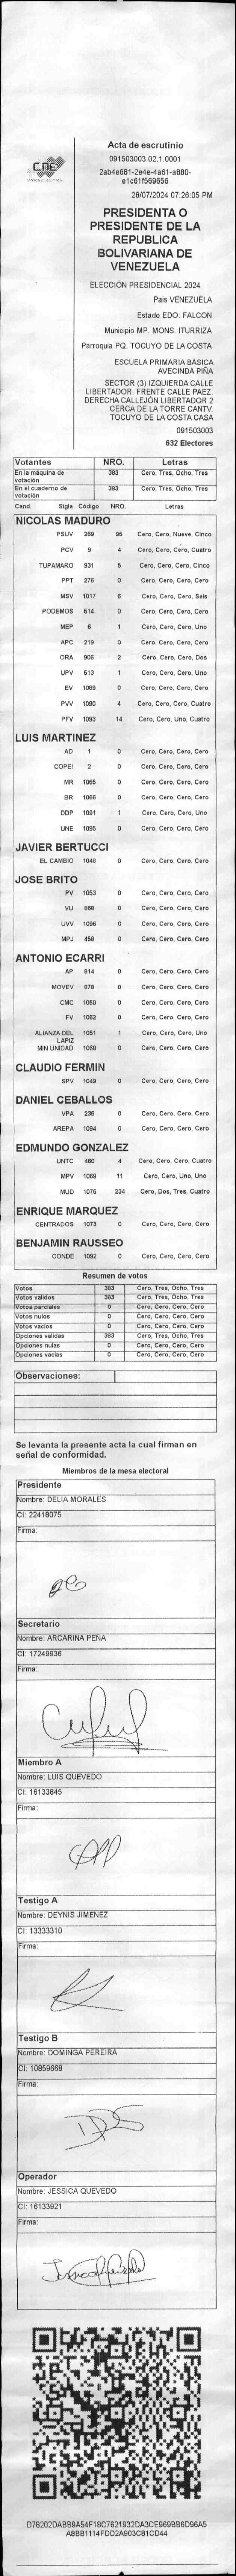 CNE
Acta de escrutinio
091503003.02.1.0001
2ab4e681-2e4e-4a61-a880-
e1c61f569656
28/07/2024 07:26:05 PM
PRESIDENTA O
PRESIDENTE DE LA
REPUBLICA
BOLIVARIANA DE
VENEZUELA
ELECCIÓN PRESIDENCIAL 2024
País VENEZUELA
Estado EDO. FALCON
Municipio MP. MONS. ITURRIZA
Parroquia PQ. TOCUYO DE LA COSTA
ESCUELA PRIMARIA BASICA
AVECINDA PIÑA
SECTOR (3) IZQUIERDA CALLE
LIBERTADOR. FRENTE CALLE PAEZ.
DERECHA CALLEJÓN LIBERTADOR 2
CERCA DE LA TORRE CANTV.
TOCUYO DE LA COSTA CASA
091503003
632 Electores
Votantes NRO. Letras
En la máquina de votación 383 Cero, Tres, Ocho, Tres
En el cuaderno de votación 383 Cero, Tres, Ocho, Tres
Cand. Sigla Código NRO. Letras
NICOLAS MADURO
PSUV 269 95 Cero, Cero, Nueve, Cinco
PCV 9 4 Cero, Cero, Cero, Cuatro
TUPAMARO 931 5 Cero, Cero, Cero, Cinco
PPT 276 0 Cero, Cero, Cero, Cero
MSV 1017 6 Cero, Cero, Cero, Seis
PODEMOS 514 0 Cero, Cero, Cero, Cero
MEP 6 1 Cero, Cero, Cero, Uno
APC 219 0 Cero, Cero, Cero, Cero
ORA 906 2 Cero, Cero, Cero, Dos
UPV 513 1 Cero, Cero, Cero, Uno
EV 1089 0 Cero, Cero, Cero, Cero
PVV 1090 4 Cero, Cero, Cero, Cuatro
PFV 1093 14 Cero, Cero, Uno, Cuatro
LUIS MARTINEZ
AD 1 0 Cero, Cero, Cero, Cero
COPEI 2 0 Cero, Cero, Cero, Cero
MR 1065 0 Cero, Cero, Cero, Cero
BR 1066 0 Cero, Cero, Cero, Cero
DDP 1091 1 Cero, Cero, Cero, Uno
UNE 1095 0 Cero, Cero, Cero, Cero
JAVIER BERTUCCI
EL CAMBIO 1048 0 Cero, Cero, Cero, Cero
JOSE BRITO
PV 1053 0 Cero, Cero, Cero, Cero
VU 868 0 Cero, Cero, Cero, Cero
UVV 1096 0 Cero, Cero, Cero, Cero
MPJ 458 0 Cero, Cero, Cero, Cero
ANTONIO ECARRI
AP 814 0 Cero, Cero, Cero, Cero
MOVEV 978 0 Cero, Cero, Cero, Cero
CMC 1050 0 Cero, Cero, Cero, Cero
FV 1062 0 Cero, Cero, Cero, Cero
ALIANZA DEL LAPIZ 1051 1 Cero, Cero, Cero, Uno
MIN UNIDAD 1069 0 Cero, Cero, Cero, Cero
CLAUDIO FERMIN
SPV 1049 0 Cero, Cero, Cero, Cero
DANIEL CEBALLOS
VPA 236 0 Cero, Cero, Cero, Cero
AREPA 1094 0 Cero, Cero, Cero, Cero
EDMUNDO GONZALEZ
UNTC 460 4 Cero, Cero, Cero, Cuatro
MPV 1069 11 Cero, Cero, Uno, Uno
MUD 1075 234 Cero, Dos, Tres, Cuatro
ENRIQUE MARQUEZ
CENTRADOS 1073 0 Cero, Cero, Cero, Cero
BENJAMIN RAUSSEO
CONDE 1092 0 Cero, Cero, Cero, Cero
Resumen de votos
Votos 383 Cero, Tres, Ocho, Tres
Votos validos 383 Cero, Tres, Ocho, Tres
Votos parciales 0 Cero, Cero, Cero, Cero
Votos nulos 0 Cero, Cero, Cero, Cero
Votos vacios 0 Cero, Cero, Cero, Cero
Opciones validas 383 Cero, Tres, Ocho, Tres
Opciones nulas 0 Cero, Cero, Cero, Cero
Opciones vacias 0 Cero, Cero, Cero, Cero
Observaciones:
Se levanta la presente acta la cual firman en
señal de conformidad.
Miembros de la mesa electoral
Presidente
Nombre: DELIA MORALES
CI: 22418075
Firma:
Secretario
Nombre: ARCARINA PEÑA
CI: 17249936
Firma:
Miembro A
Nombre: LUIS QUEVEDO
CI: 16133845
Firma:
Testigo A
Nombre: DEYNIS JIMENEZ
CI: 13333310
Firma:
Testigo B
Nombre: DOMINGA PEREIRA
CI: 10859668
Firma:
Operador
Nombre: JESSICA QUEVEDO
CI: 16133921
Firma:
D78202DABB9A54F18C7621932DA3CE969BB6D96A5
A8BB1114FDD2A903C81CD44